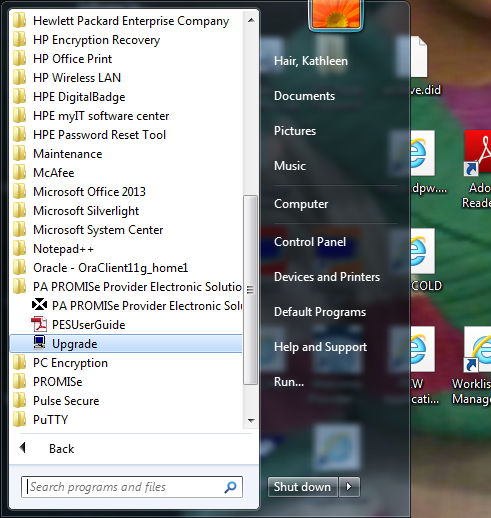 Hewlett Packard Enterprise Company
HP Encryption Recovery
HP Office Print
HP Wireless LAN
HPE DigitalBadge
HPE myIT software center
HPE Password Reset Tool
Maintenance
McAfee
Microsoft Office 2013
Microsoft Silverlight
Microsoft System Center
Notepad++
Oracle - OraClient11g_home1
PA PROMISe Provider Electronic Solutio
PA PROMISe Provider Electronic Solu
PESUserGuide
Upgrade
PC Encryption
PROMISe
Pulse Secure
PuTTY
Back
Search programs and files
Hair, Kathleen
Documents
Pictures
Music
Computer
Control Panel
Devices and Printers
Default Programs
Help and Support
Run...
Shut down
.did
dpw....
Ado
Reade
COLD
Worklis
Manage